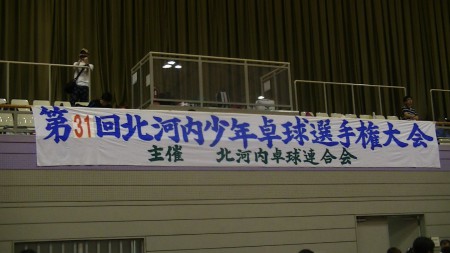 第31回北河内少年卓球選手権大会
主催 北河内卓球連合会